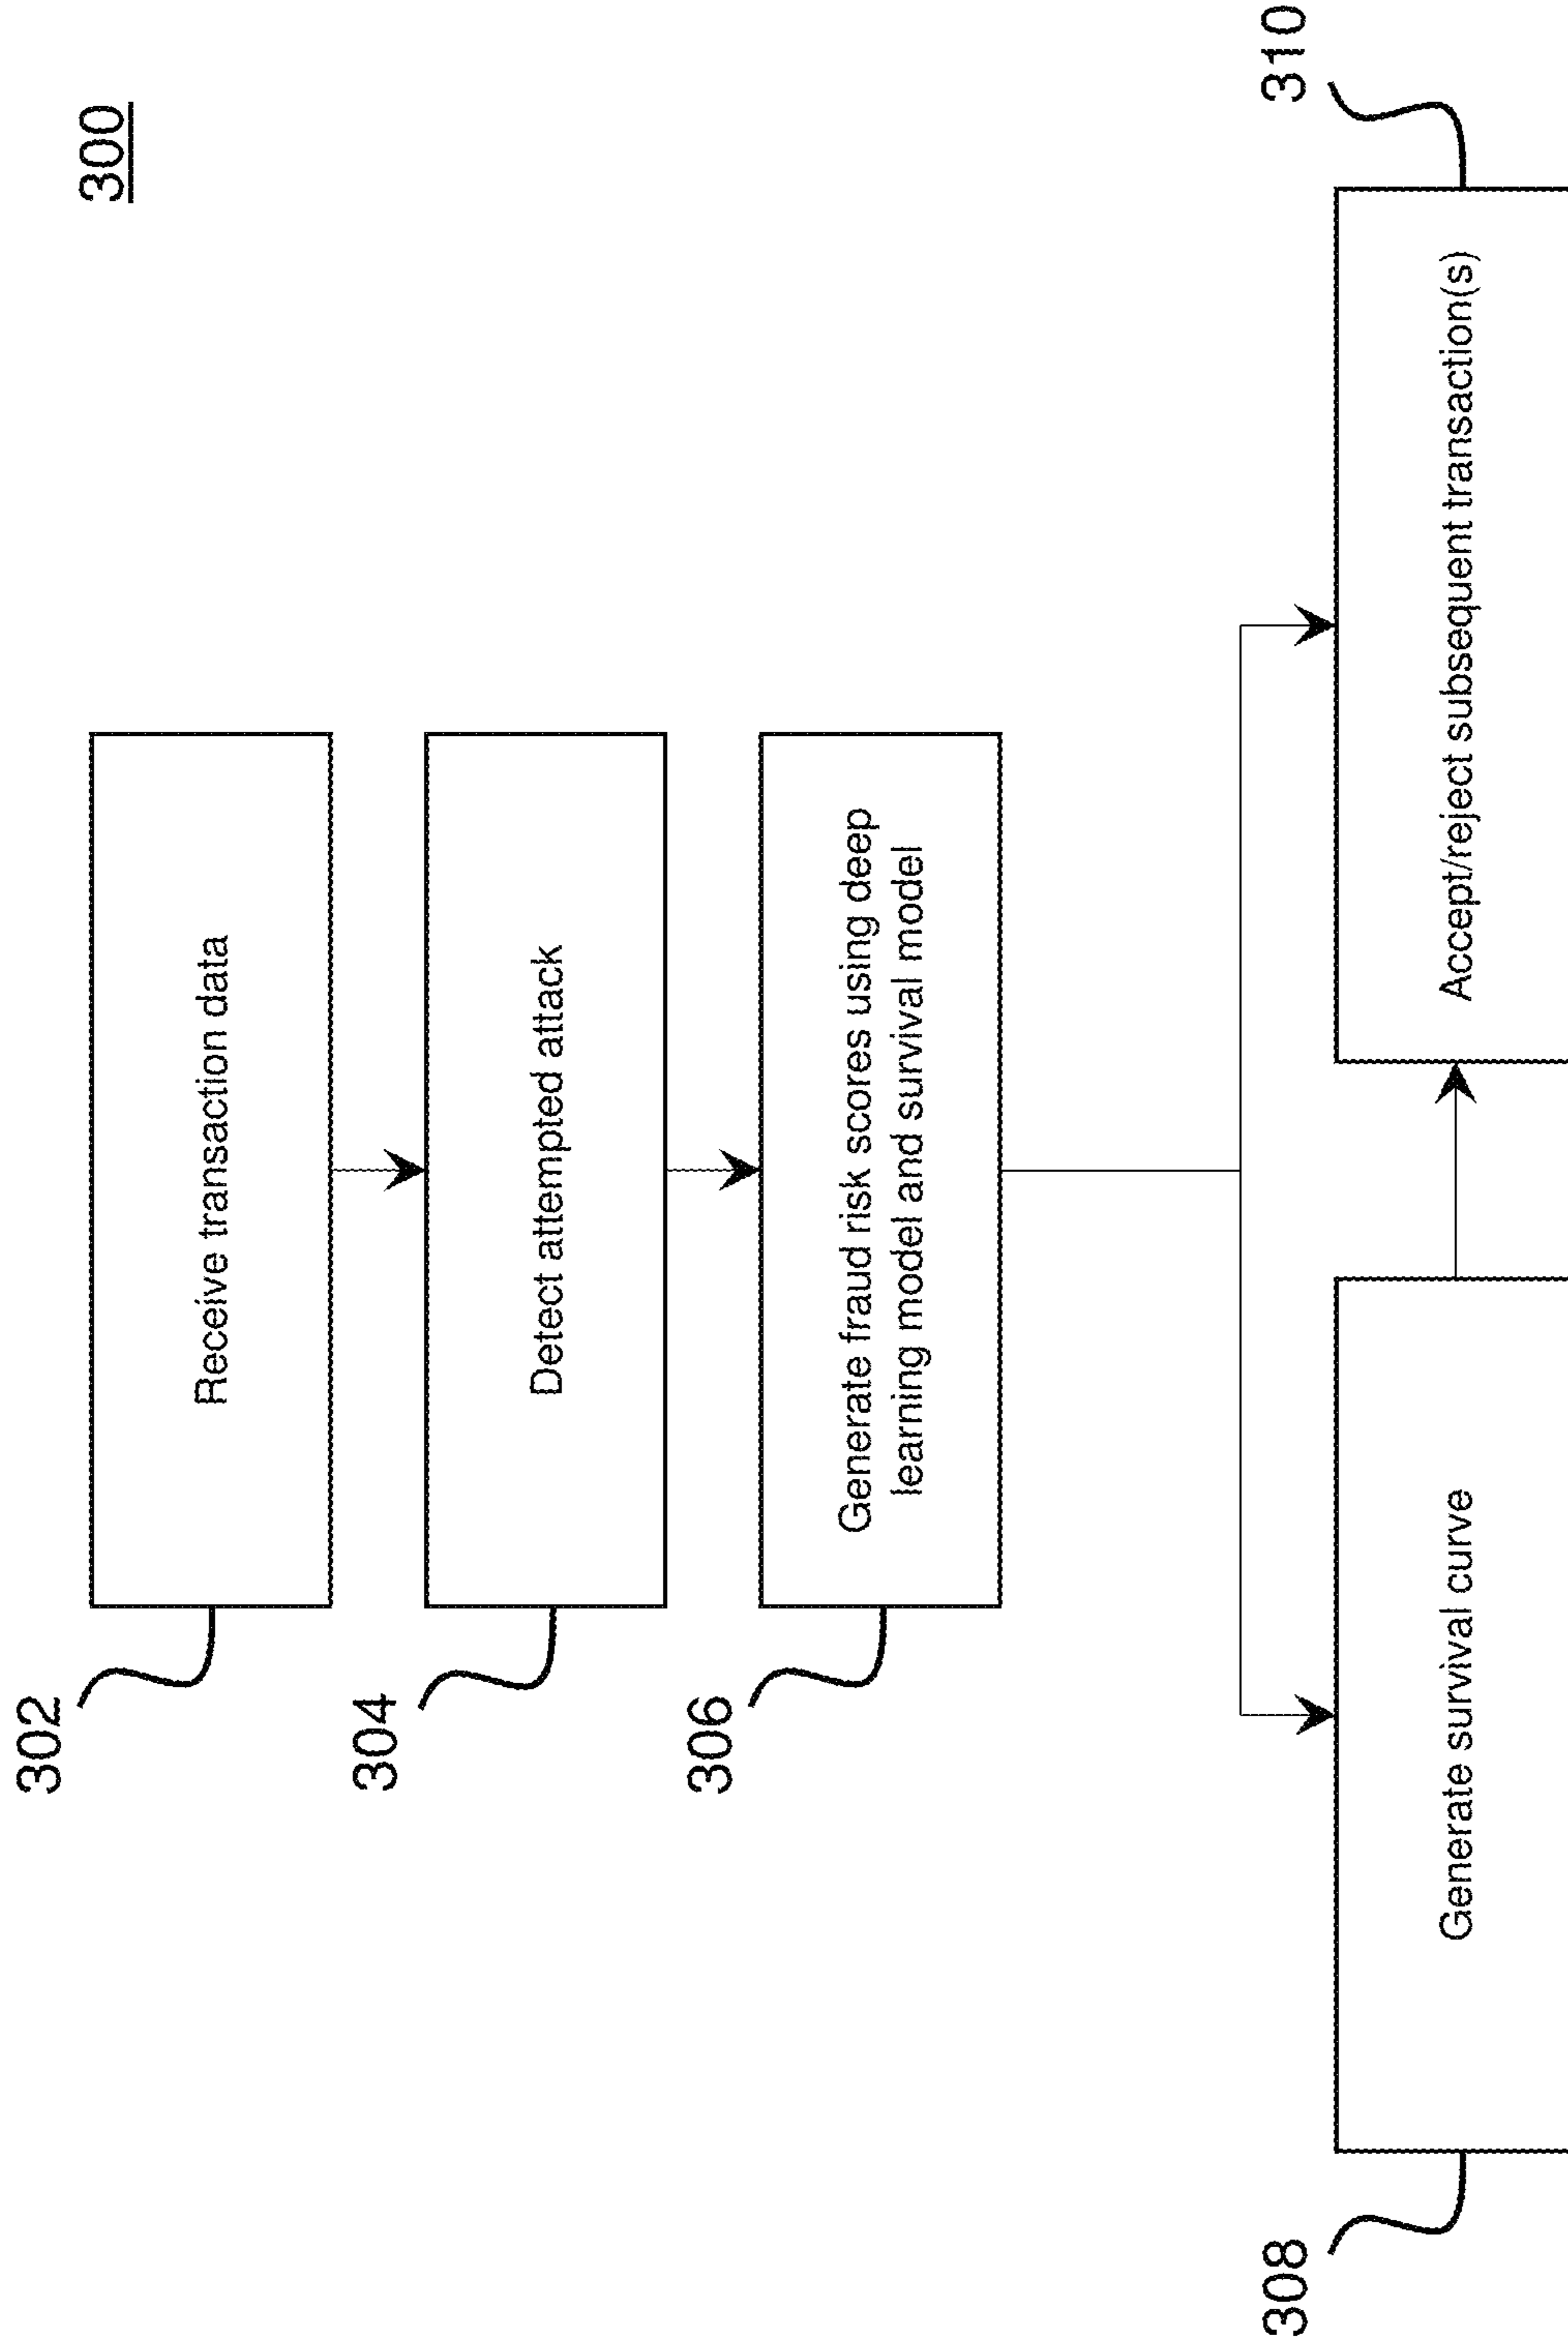 300
302
Receive transaction data
304
Detect attempted attack
306
Generate fraud risk scores using deep
learning model and survival model
308
Generate survival curve
310
Accept/reject subsequent transaction(s)